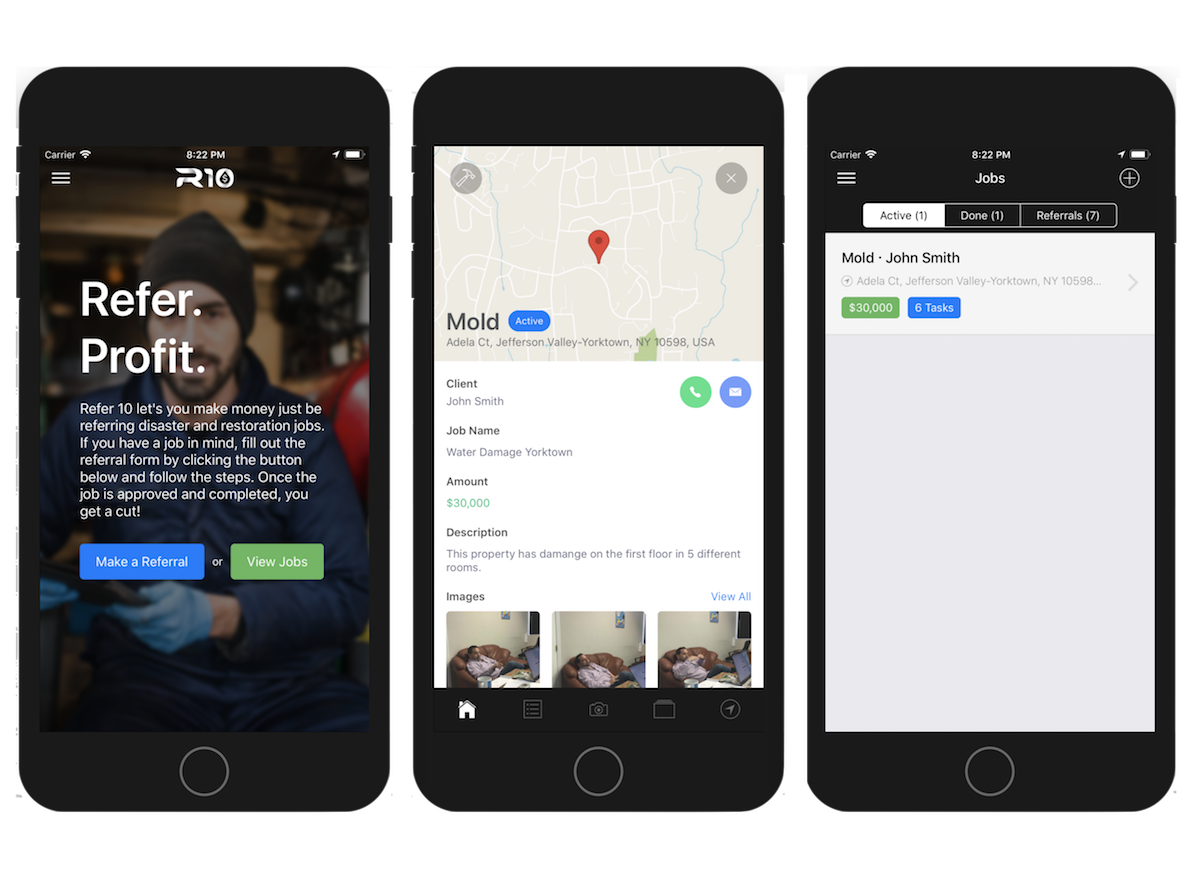 Carrier 8:22 PM
R10
Refer.
Profit.
Refer 10 let's you make money just be
referring disaster and restoration jobs.
If you have a job in mind, fill out the
referral form by clicking the button
below and follow the steps. Once the
job is approved and completed, you
get a cut!
Make a Referral or View Jobs
Mold Active
Adela Ct, Jefferson Valley-Yorktown, NY 10598, USA
Client
John Smith
Job Name
Water Damage Yorktown
Amount
$30,000
Description
This property has damange on the first floor in 5 different
rooms.
Images View All
Carrier 8:22 PM
Jobs
Active (1) Done (1) Referrals (7)
Mold · John Smith
Adela Ct, Jefferson Valley-Yorktown, NY 10598...
$30,000 6 Tasks